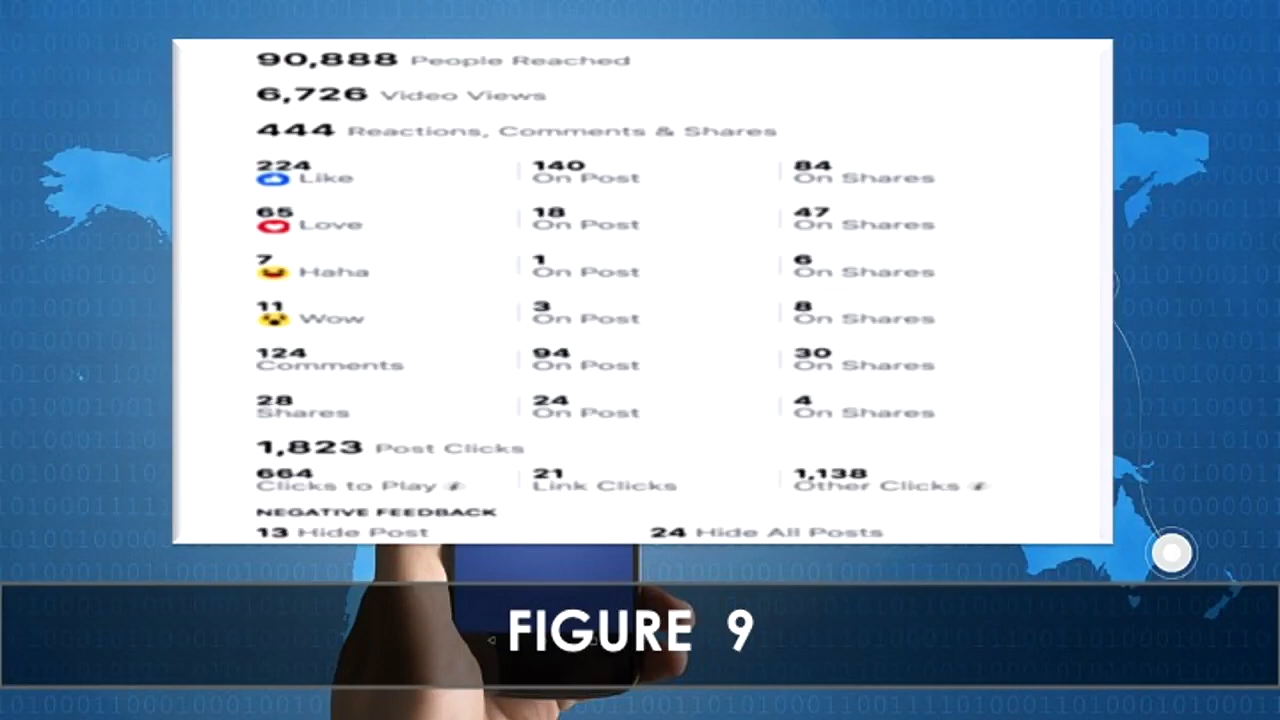 90,888 People Reached
6,726 Video Views
444 Reactions, Comments & Shares
224 140 84
Like On Post On Shares
65 18 47
Love On Post On Shares
7 1 6
Haha On Post On Shares
11 3 8
Wow On Post On Shares
124 94 30
Comments On Post On Shares
28 24 4
Shares On Post On Shares
1,823 Post Clicks
664 21 1,138
Clicks to Play Link Clicks Other Clicks
NEGATIVE FEEDBACK
13 Hide Post 24 Hide All Posts
FIGURE 9